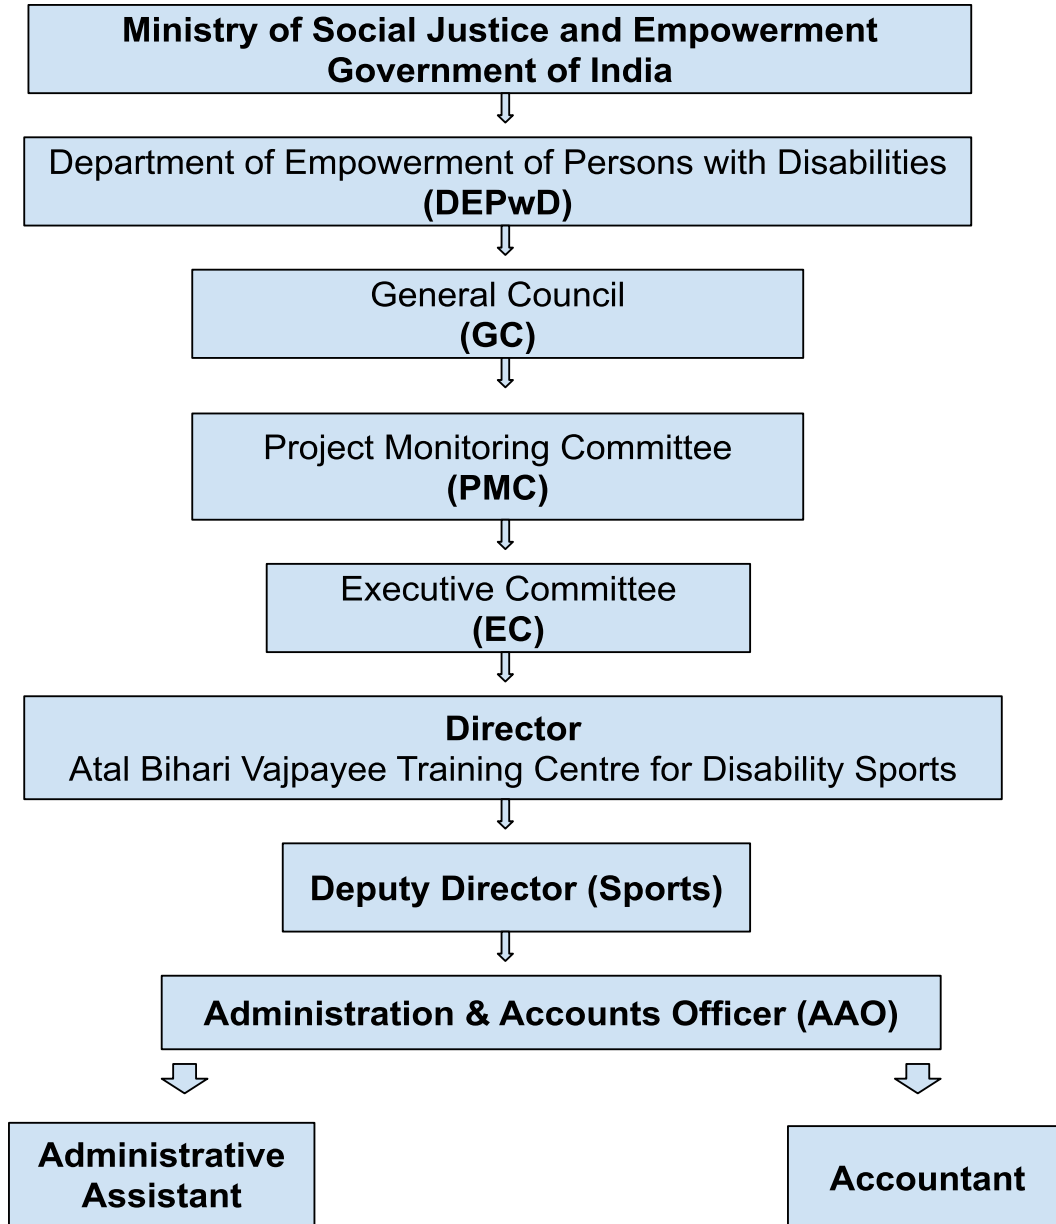 Ministry of Social Justice and Empowerment
Government of India
Department of Empowerment of Persons with Disabilities
(DEPwD)
General Council
(GC)
Project Monitoring Committee
(PMC)
Executive Committee
(EC)
Director
Atal Bihari Vajpayee Training Centre for Disability Sports
Deputy Director (Sports)
Administration & Accounts Officer (AAO)
Administrative
Assistant
Accountant